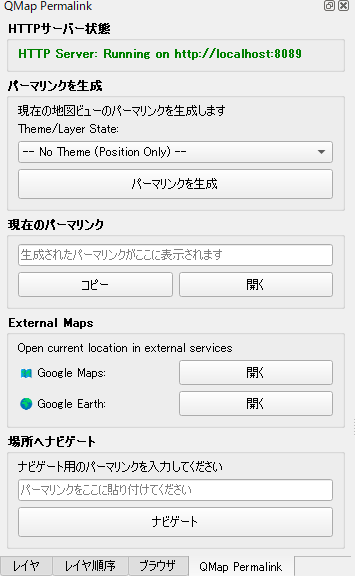 QMap Permalink
HTTPサーバー状態
HTTP Server: Running on http://localhost:8089
パーマリンクを生成
現在の地図ビューのパーマリンクを生成します
Theme/Layer State:
-- No Theme (Position Only) --
パーマリンクを生成
現在のパーマリンク
生成されたパーマリンクがここに表示されます
コピー 開く
External Maps
Open current location in external services
Google Maps: 開く
Google Earth: 開く
場所へナビゲート
ナビゲート用のパーマリンクを入力してください
パーマリンクをここに貼り付けてください
ナビゲート
レイヤ レイヤ順序 ブラウザ QMap Permalink